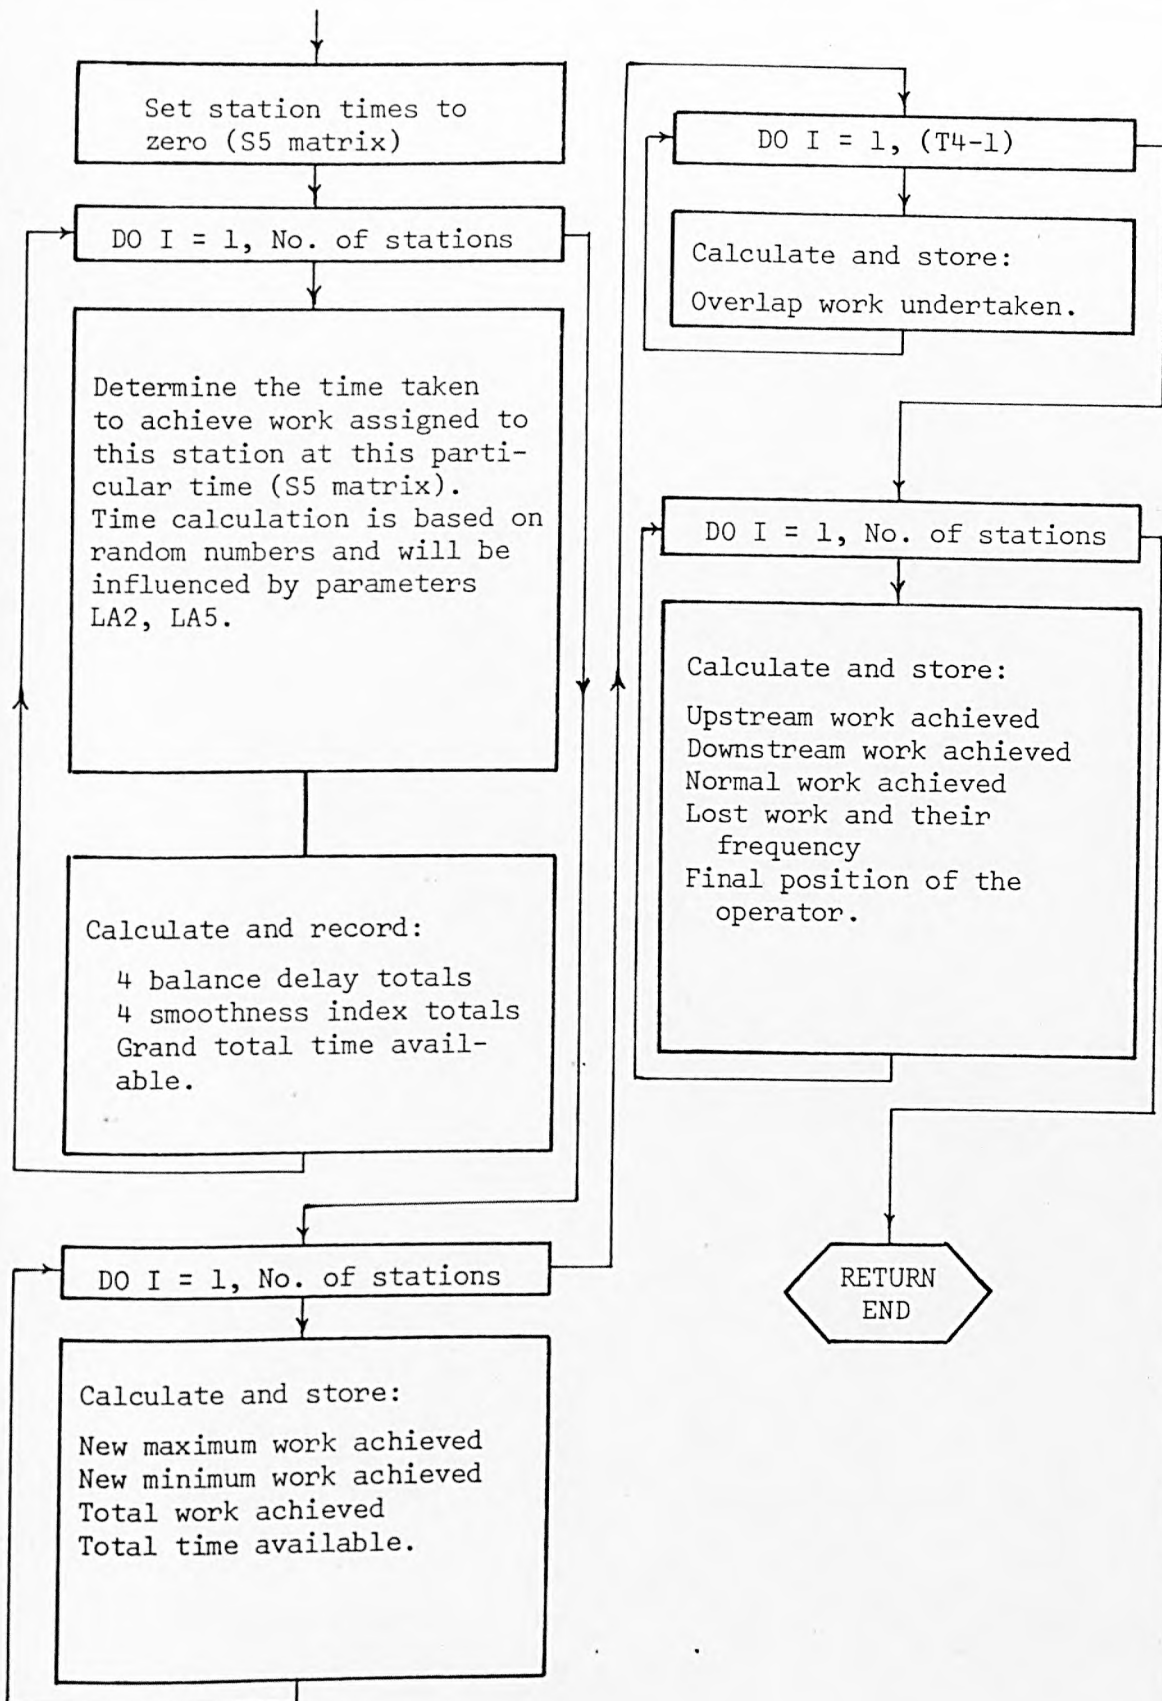 Set station times to
zero (S5 matrix)
DO I = 1, No. of stations
Determine the time taken
to achieve work assigned to
this station at this parti-
cular time (S5 matrix).
Time calculation is based on
random numbers and will be
influenced by parameters
LA2, LA5.
Calculate and record:
4 balance delay totals
4 smoothness index totals
Grand total time avail-
able.
DO I = 1, No. of stations
Calculate and store:
New maximum work achieved
New minimum work achieved
Total work achieved
Total time available.
DO I = 1, (T4-1)
Calculate and store:
Overlap work undertaken.
DO I = 1, No. of stations
Calculate and store:
Upstream work achieved
Downstream work achieved
Normal work achieved
Lost work and their
frequency
Final position of the
operator.
RETURN
END